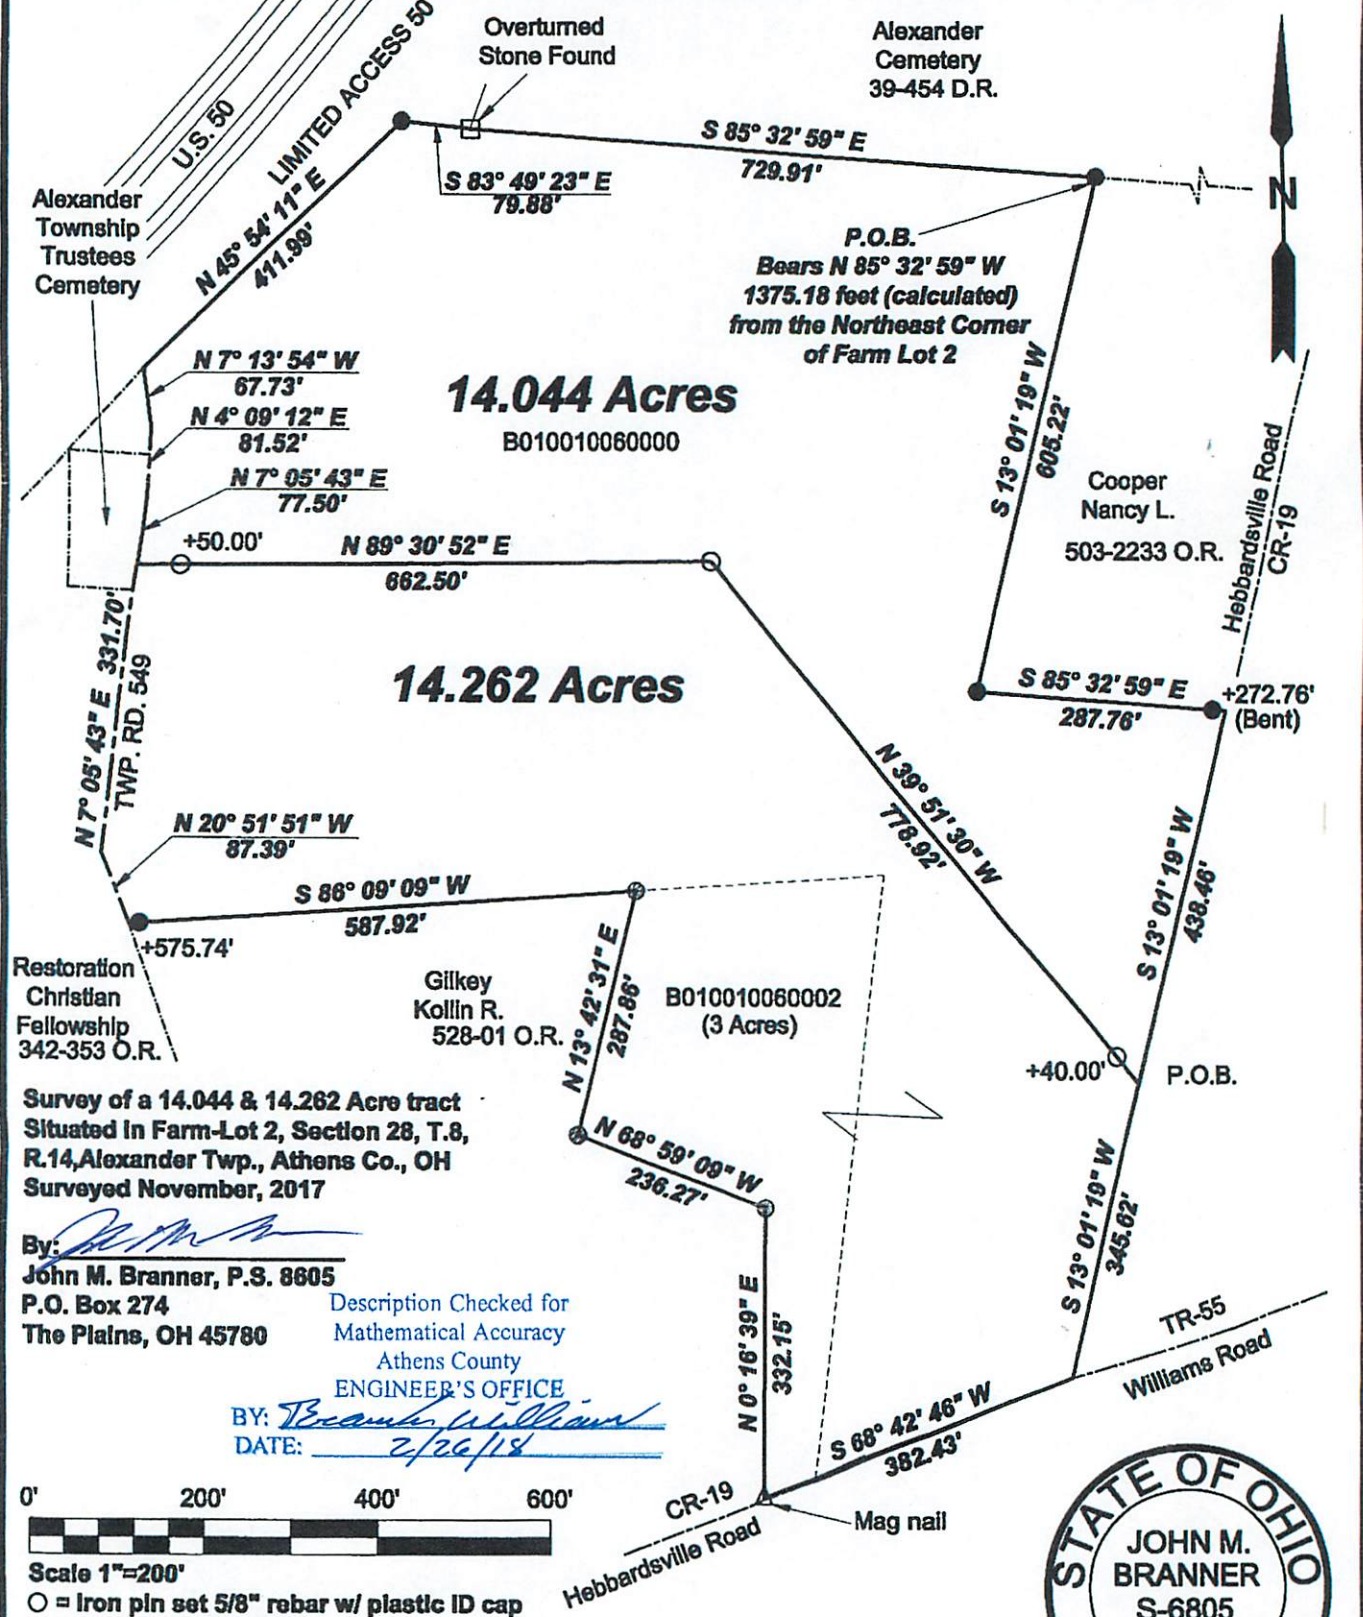 Overturned
Stone Found
Alexander
Cemetery
39-454 D.R.
U.S. 50
LIMITED ACCESS 50
N 45° 54' 11" E
411.99'
S 83° 49' 23" E
79.88'
S 85° 32' 59" E
729.91'
N
Alexander
Township
Trustees
Cemetery
P.O.B.
Bears N 85° 32' 59" W
1375.18 feet (calculated)
from the Northeast Corner
of Farm Lot 2
N 7° 13' 54" W
67.73'
N 4° 09' 12" E
81.52'
N 7° 05' 43" E
77.50'
14.044 Acres
B010010060000
S 13° 01' 19" W
605.22'
Cooper
Nancy L.
503-2233 O.R.
Hebbardsville Road
CR-19
+50.00'
N 89° 30' 52" E
662.50'
N 7° 05' 43" E 331.70'
TWP. RD. 549
14.262 Acres
S 85° 32' 59" E
287.76'
+272.76'
(Bent)
N 39° 51' 30" W
778.92'
S 13° 01' 19" W
438.46'
N 20° 51' 51" W
87.39'
S 86° 09' 09" W
587.92'
+575.74'
Restoration
Christian
Fellowship
342-353 O.R.
Gilkey
Kollin R.
528-01 O.R.
N 13° 42' 31" E
287.86'
B010010060002
(3 Acres)
+40.00'
P.O.B.
N 68° 59' 09" W
236.27'
S 13° 01' 19" W
345.62'
Survey of a 14.044 & 14.262 Acre tract
Situated in Farm-Lot 2, Section 28, T.8,
R.14,Alexander Twp., Athens Co., OH
Surveyed November, 2017
By:
John M. Branner, P.S. 8605
P.O. Box 274
The Plains, OH 45780
Description Checked for
Mathematical Accuracy
Athens County
ENGINEER'S OFFICE
BY:
DATE: 2/26/18
N 0° 16' 39" E
332.15'
S 68° 42' 46" W
382.43'
TR-55
Williams Road
CR-19
Hebbardsville Road
Mag nail
0' 200' 400' 600'
Scale 1"=200'
O = Iron pin set 5/8" rebar w/ plastic ID cap
STATE OF OHIO
JOHN M.
BRANNER
S-6805